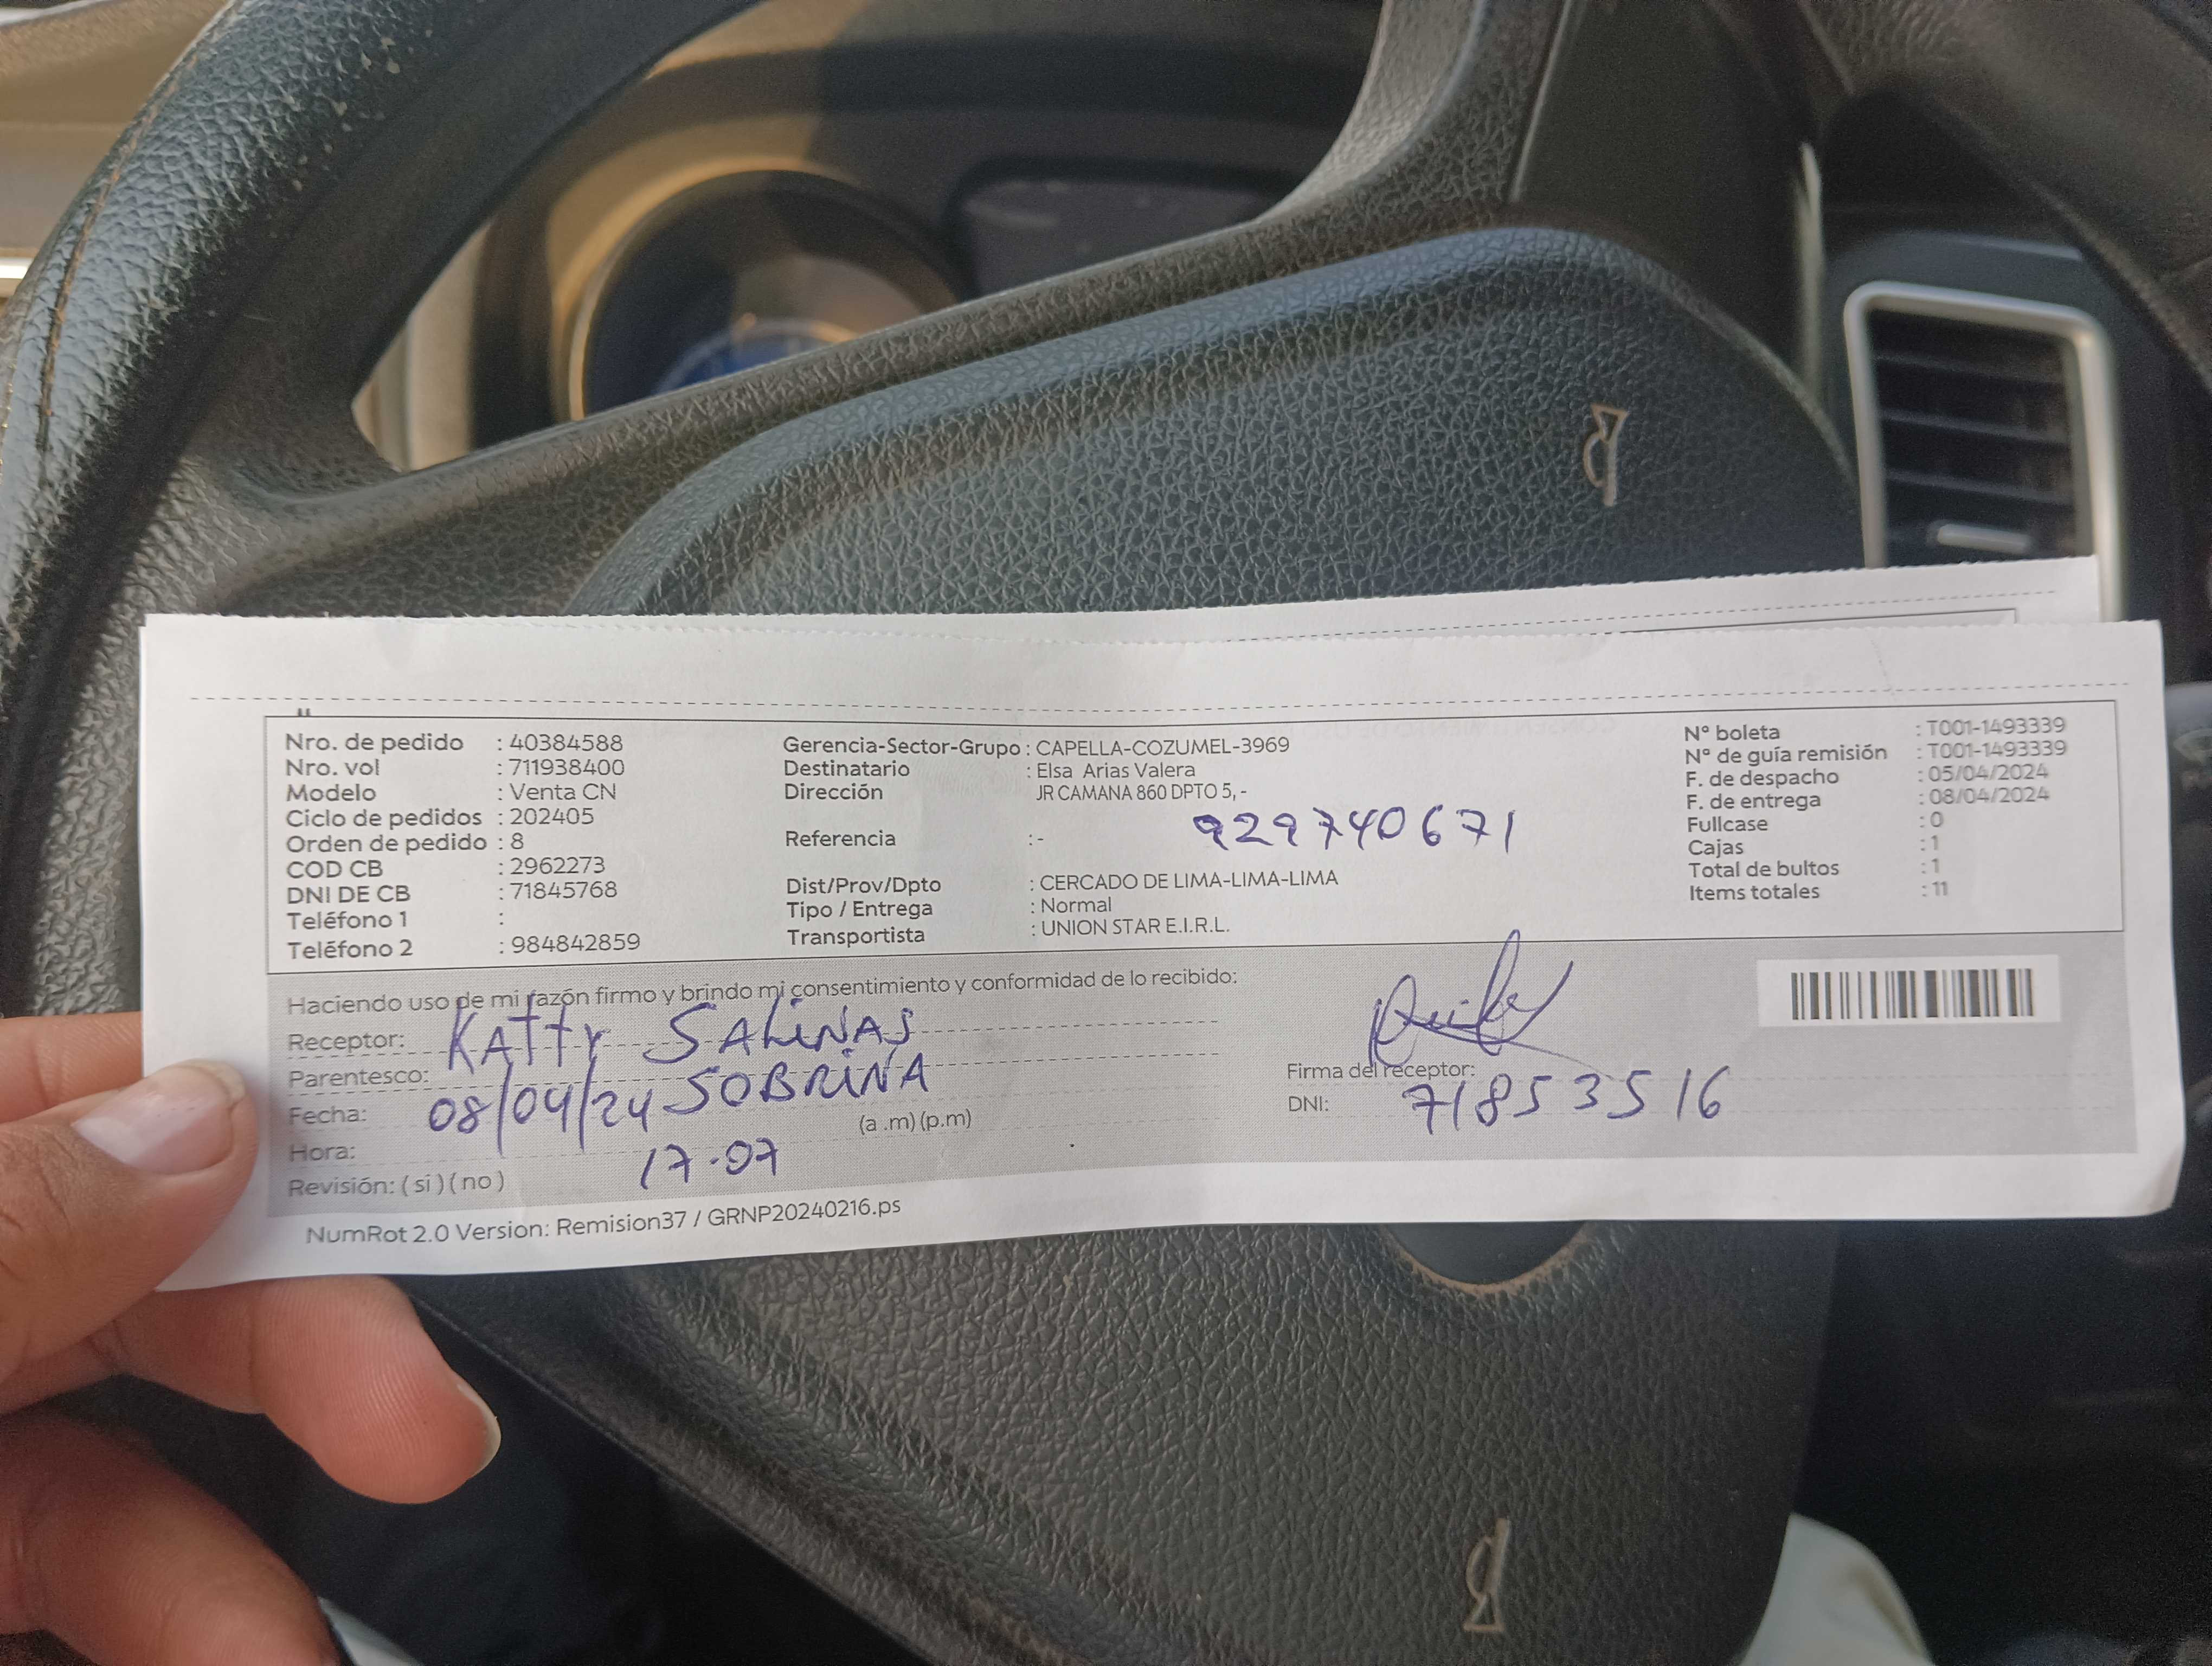 Nro. de pedido : 40384588
Nro. vol : 711938400
Modelo : Venta CN
Ciclo de pedidos : 202405
Orden de pedido : 8
COD CB : 2962273
DNI DE CB : 71845768
Teléfono 1 :
Teléfono 2 : 984842859
Gerencia-Sector-Grupo : CAPELLA-COZUMEL-3969
Destinatario : Elsa Arias Valera
Dirección JR CAMANA 860 DPTO 5, -
929740671
Referencia : -
Dist/Prov/Dpto : CERCADO DE LIMA-LIMA-LIMA
Tipo / Entrega : Normal
Transportista : UNION STAR E.I.R.L.
N° boleta : T001-1493339
N° de guía remisión : T001-1493339
F. de despacho : 05/04/2024
F. de entrega : 08/04/2024
Fullcase : 0
Cajas : 1
Total de bultos : 1
Items totales : 11
Haciendo uso de mi razón firmo y brindo mi consentimiento y conformidad de lo recibido:
Receptor: KATTY SALINAS
Parentesco: SOBRINA
Fecha: 08/04/24
Hora: 17.07 (a .m) (p.m)
Revisión: ( si ) ( no )
Firma del receptor:
DNI: 71853516
NumRot 2.0 Version: Remision37 / GRNP20240216.ps